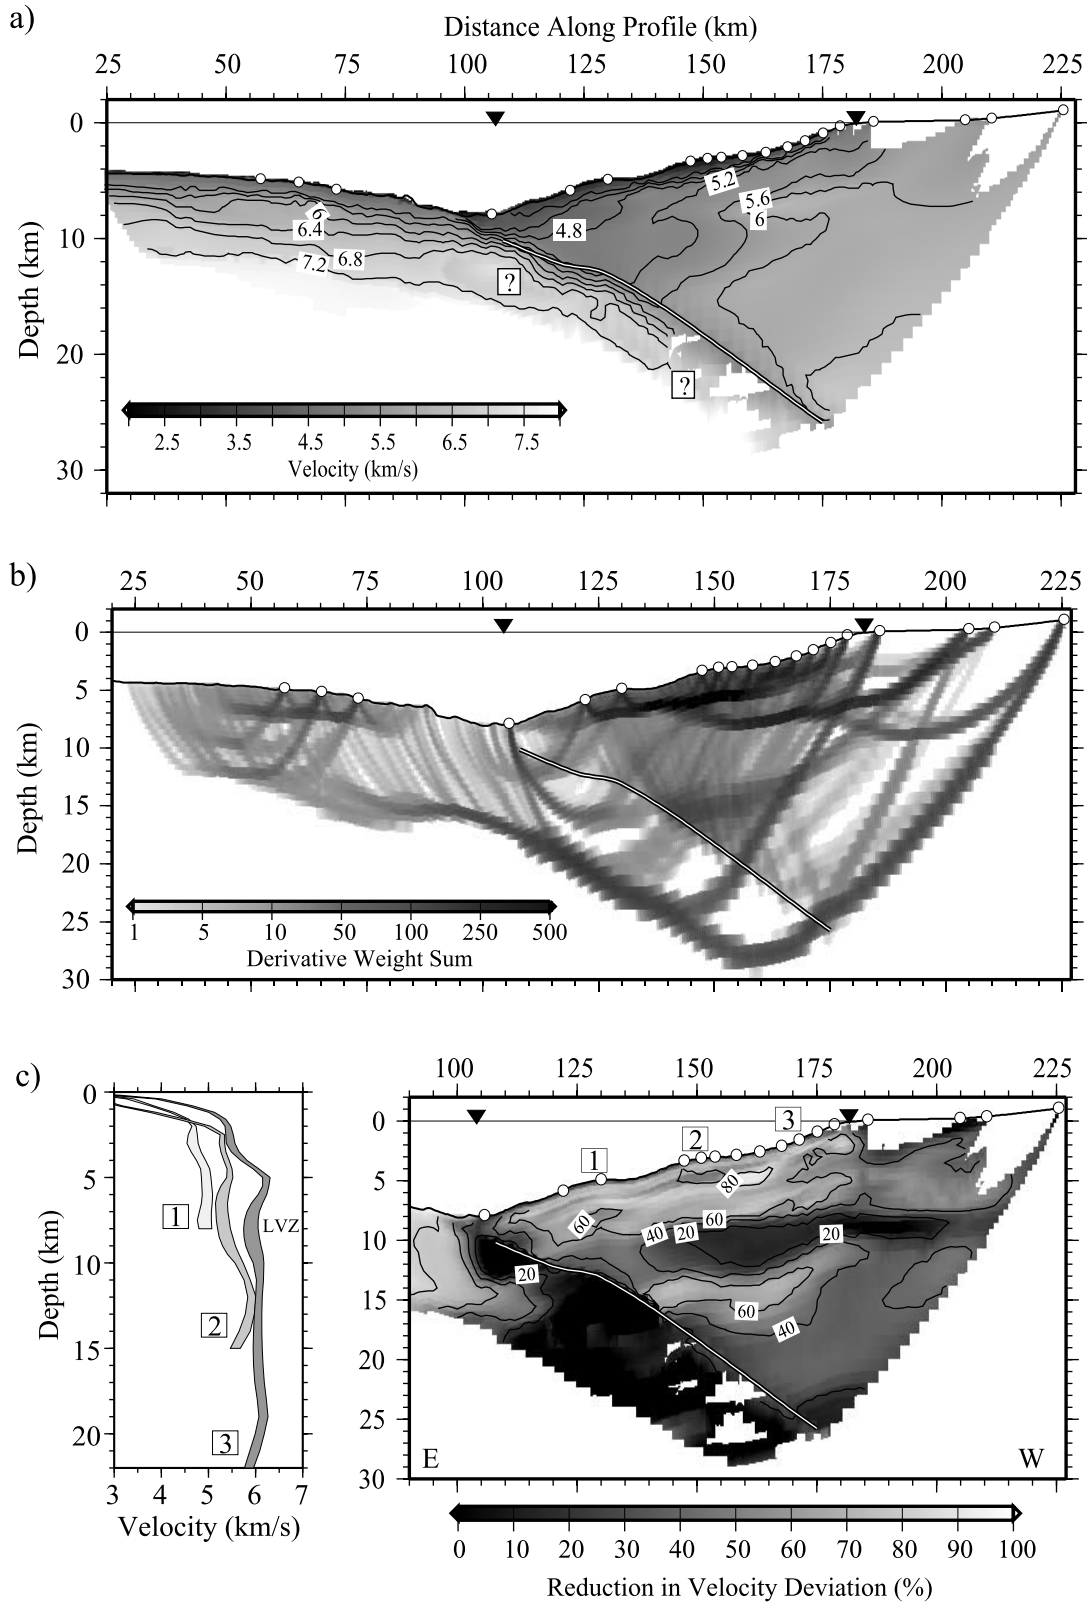 a)
Distance Along Profile (km)
25 50 75 100 125 150 175 200 225
0
10
20
30
Depth (km)
5.2
5.6
6
4.8
6
6.4
6.8
7.2
?
?
2.5 3.5 4.5 5.5 6.5 7.5
Velocity (km/s)
b)
25 50 75 100 125 150 175 200 225
0
5
10
15
20
25
30
Depth (km)
1 5 10 50 100 250 500
Derivative Weight Sum
c)
0
5
10
15
20
Depth (km)
1
LVZ
2
3
3 4 5 6 7
Velocity (km/s)
100 125 150 175 200 225
0
5
10
15
20
25
30
1
2
3
80
60
60
40
20
20
20
60
40
E
W
0 10 20 30 40 50 60 70 80 90 100
Reduction in Velocity Deviation (%)